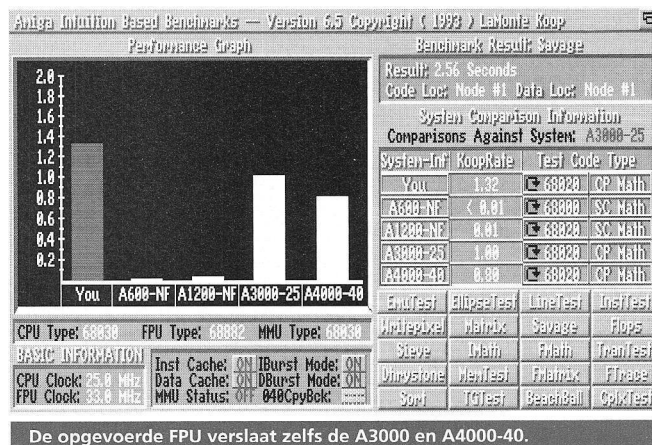 Amiga Intuition Based Benchmarks — Version 6.5 Copyright ( 1993 ) LaMonte Koop
Performance Graph
2.0
1.8
1.6
1.4
1.2
1.0
0.8
0.6
0.4
0.2
You A600-NF A1200-NF A3000-25 A4000-40
CPU Type: 68030 FPU Type: 68882 MMU Type: 68030
BASIC INFORMATION
CPU Clock: 25.0 MHz
FPU Clock: 33.0 MHz
Inst Cache: ON IBurst Mode: ON
Data Cache: ON DBurst Mode: ON
MMU Status: OFF 040CpyBck: -----
Benchmark Result: Savage
Result: 2.56 Seconds
Code Loc: Node #1 Data Loc: Node #1
System Comparison Information
Comparisons Against System: A3000-25
System-Inf KoopRate Test Code Type
You 1.32 68020 CP Math
A600-NF < 0.01 68000 SC Math
A1200-NF 0.01 68020 SC Math
A3000-25 1.00 68020 CP Math
A4000-40 0.80 68020 CP Math
EmuTest EllipseTest LineTest InstTest
Writepixel Matrix Savage Flops
Sieve IMath FMath TranTest
Dhrystone MemTest FMatrix FTrace
Sort TGTest BeachBall CplxTest
De opgevoerde FPU verslaat zelfs de A3000 en A4000-40.